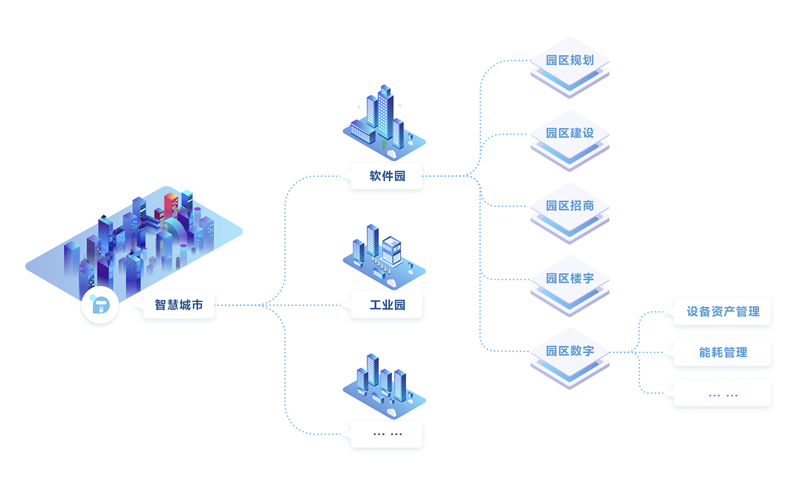 智慧城市
软件园
工业园
... ...
园区规划
园区建设
园区招商
园区楼宇
园区数字
设备资产管理
能耗管理
... ...